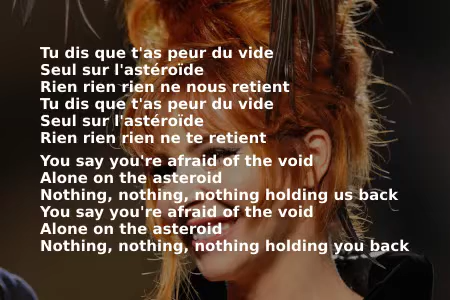 Tu dis que t'as peur du vide
Seul sur l'astéroïde
Rien rien rien ne nous retient
Tu dis que t'as peur du vide
Seul sur l'astéroïde
Rien rien rien ne te retient
You say you're afraid of the void
Alone on the asteroid
Nothing, nothing, nothing holding us back
You say you're afraid of the void
Alone on the asteroid
Nothing, nothing, nothing holding you back